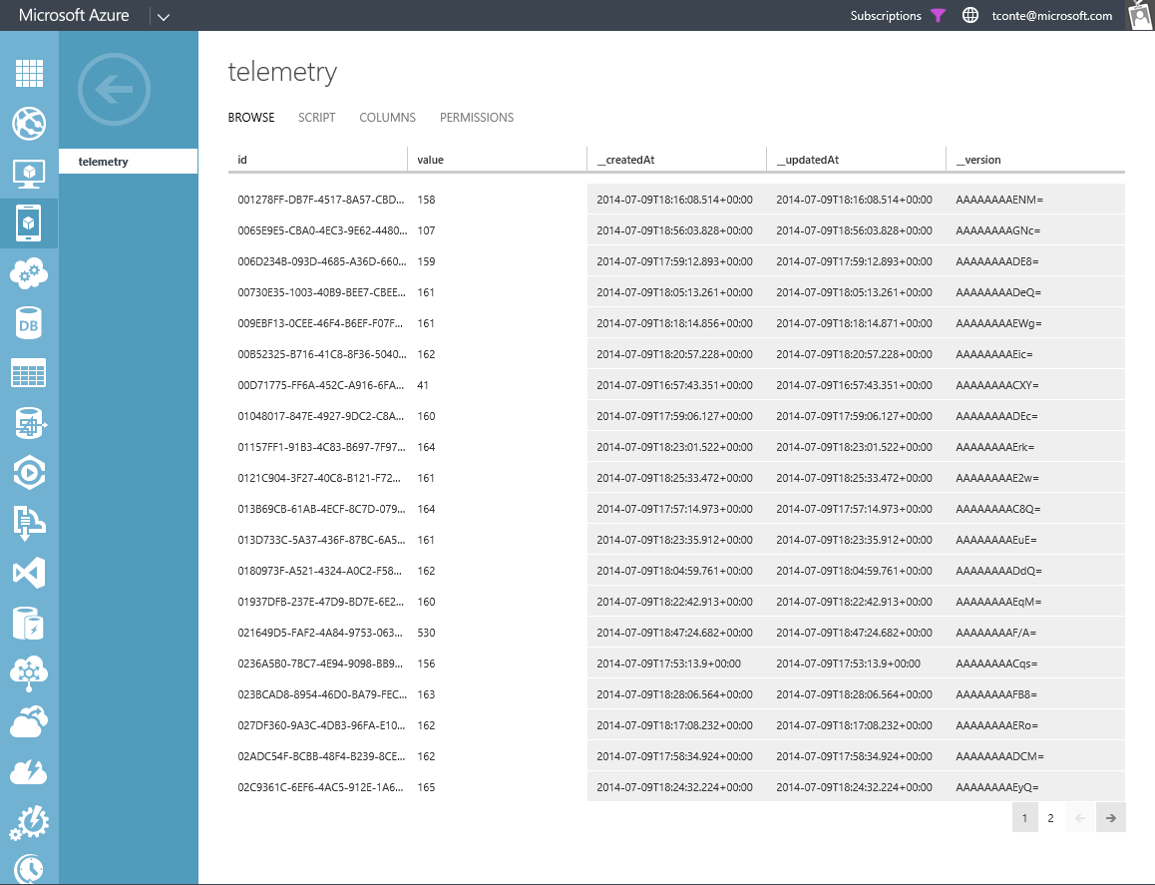 Microsoft Azure Subscriptions tconte@microsoft.com
telemetry
BROWSE SCRIPT COLUMNS PERMISSIONS
telemetry
id value __createdAt __updatedAt __version
001278FF-DB7F-4517-8A57-CBD... 158 2014-07-09T18:16:08.514+00:00 2014-07-09T18:16:08.514+00:00 AAAAAAAAENM=
0065E9E5-CBA0-4EC3-9E62-4480... 107 2014-07-09T18:56:03.828+00:00 2014-07-09T18:56:03.828+00:00 AAAAAAAAGNc=
006D234B-093D-4685-A36D-660... 159 2014-07-09T17:59:12.893+00:00 2014-07-09T17:59:12.893+00:00 AAAAAAAADE8=
00730E35-1003-40B9-BEE7-CBEE... 161 2014-07-09T18:05:13.261+00:00 2014-07-09T18:05:13.261+00:00 AAAAAAAADeQ=
009EBF13-0CEE-46F4-B6EF-F07F... 161 2014-07-09T18:18:14.856+00:00 2014-07-09T18:18:14.871+00:00 AAAAAAAAEWg=
00B52325-B716-41C8-8F36-5040... 162 2014-07-09T18:20:57.228+00:00 2014-07-09T18:20:57.228+00:00 AAAAAAAAEic=
00D71775-FF6A-452C-A916-6FA... 41 2014-07-09T16:57:43.351+00:00 2014-07-09T16:57:43.351+00:00 AAAAAAAACXY=
01048017-847E-4927-9DC2-C8A... 160 2014-07-09T17:59:06.127+00:00 2014-07-09T17:59:06.127+00:00 AAAAAAAADEc=
01157FF1-91B3-4C83-B697-7F97... 164 2014-07-09T18:23:01.522+00:00 2014-07-09T18:23:01.522+00:00 AAAAAAAAErk=
0121C904-3F27-40C8-B121-F72... 161 2014-07-09T18:25:33.472+00:00 2014-07-09T18:25:33.472+00:00 AAAAAAAAE2w=
013B69CB-61AB-4ECF-8C7D-079... 164 2014-07-09T17:57:14.973+00:00 2014-07-09T17:57:14.973+00:00 AAAAAAAAC8Q=
013D733C-5A37-436F-87BC-6A5... 161 2014-07-09T18:23:35.912+00:00 2014-07-09T18:23:35.912+00:00 AAAAAAAAEuE=
0180973F-A521-4324-A0C2-F58... 162 2014-07-09T18:04:59.761+00:00 2014-07-09T18:04:59.761+00:00 AAAAAAAADdQ=
01937DFB-237E-47D9-BD7E-6E2... 160 2014-07-09T18:22:42.913+00:00 2014-07-09T18:22:42.913+00:00 AAAAAAAAEqM=
021649D5-FAF2-4A84-9753-063... 530 2014-07-09T18:47:24.682+00:00 2014-07-09T18:47:24.682+00:00 AAAAAAAAF/A=
0236A5B0-7BC7-4E94-9098-BB9... 156 2014-07-09T17:53:13.9+00:00 2014-07-09T17:53:13.9+00:00 AAAAAAAACqs=
023BCAD8-8954-46D0-BA79-FEC... 163 2014-07-09T18:28:06.564+00:00 2014-07-09T18:28:06.564+00:00 AAAAAAAAFB8=
027DF360-9A3C-4DB3-96FA-E10... 162 2014-07-09T18:17:08.232+00:00 2014-07-09T18:17:08.232+00:00 AAAAAAAAERo=
02ADC54F-BCBB-48F4-B239-8CE... 162 2014-07-09T17:58:34.924+00:00 2014-07-09T17:58:34.924+00:00 AAAAAAAADCM=
02C9361C-6EF6-4AC5-912E-1A6... 165 2014-07-09T18:24:32.224+00:00 2014-07-09T18:24:32.224+00:00 AAAAAAAAEyQ=
1 2
DB